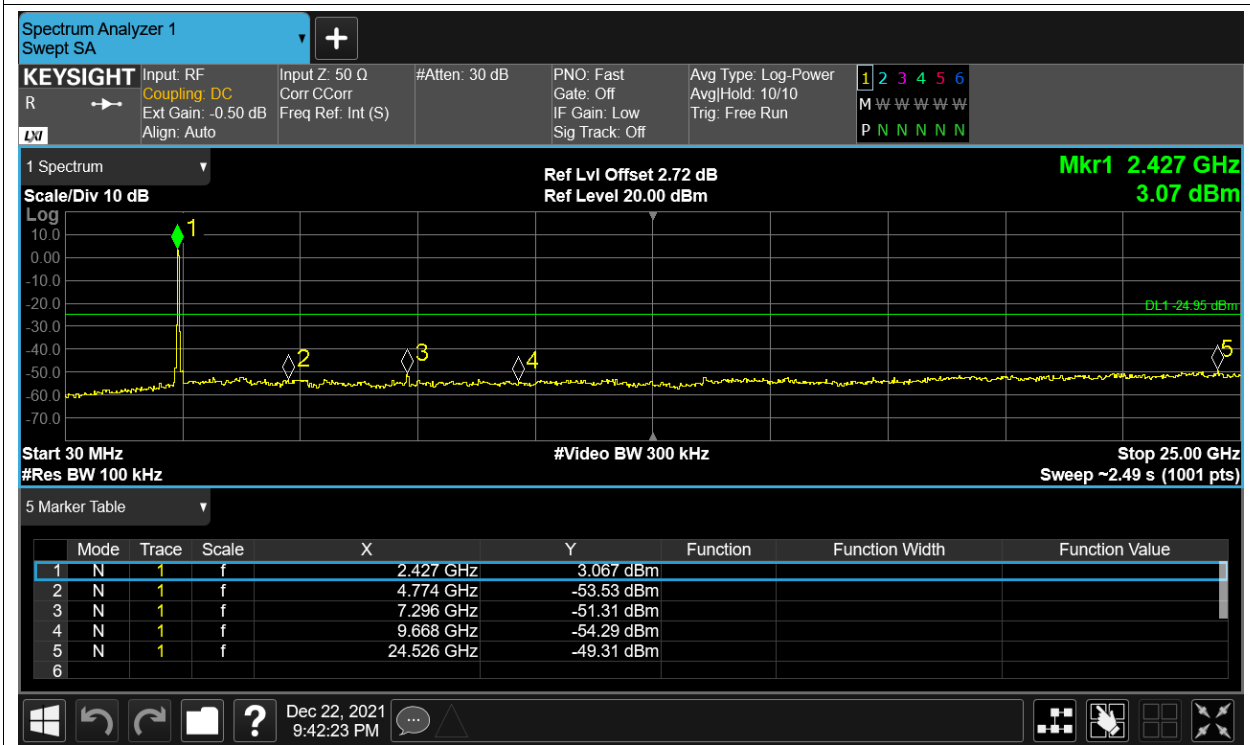 Spectrum Analyzer 1
Swept SA
+
KEYSIGHT Input: RF Input Z: 50 Ω #Atten: 30 dB PNO: Fast Avg Type: Log-Power 1 2 3 4 5 6
R Coupling: DC Corr CCorr Gate: Off Avg|Hold: 10/10 M W W W W W
Ext Gain: -0.50 dB Freq Ref: Int (S) IF Gain: Low Trig: Free Run
LXI Align: Auto Sig Track: Off P N N N N N
1 Spectrum Ref Lvl Offset 2.72 dB Mkr1 2.427 GHz
Scale/Div 10 dB Ref Level 20.00 dBm 3.07 dBm
Log
10.0
0.00
-10.0
-20.0
-30.0
-40.0
-50.0
-60.0
-70.0
1
2
3
4
5
DL1 -24.95 dBm
Start 30 MHz #Video BW 300 kHz Stop 25.00 GHz
#Res BW 100 kHz Sweep ~2.49 s (1001 pts)
5 Marker Table
Mode Trace Scale X Y Function Function Width Function Value
1 N 1 f 2.427 GHz 3.067 dBm
2 N 1 f 4.774 GHz -53.53 dBm
3 N 1 f 7.296 GHz -51.31 dBm
4 N 1 f 9.668 GHz -54.29 dBm
5 N 1 f 24.526 GHz -49.31 dBm
6
? Dec 22, 2021
9:42:23 PM